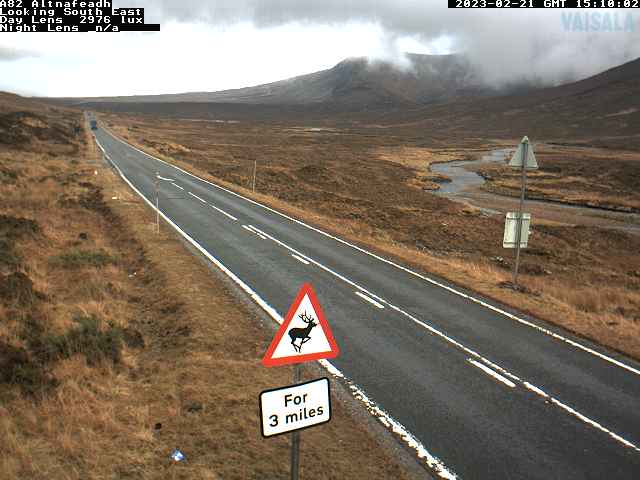 A82 Altnafeadh
Looking South East
Day Lens 2976 lux
Night Lens n/a
2023-02-21 GMT 15:10:02
VAISALA
For
3 miles